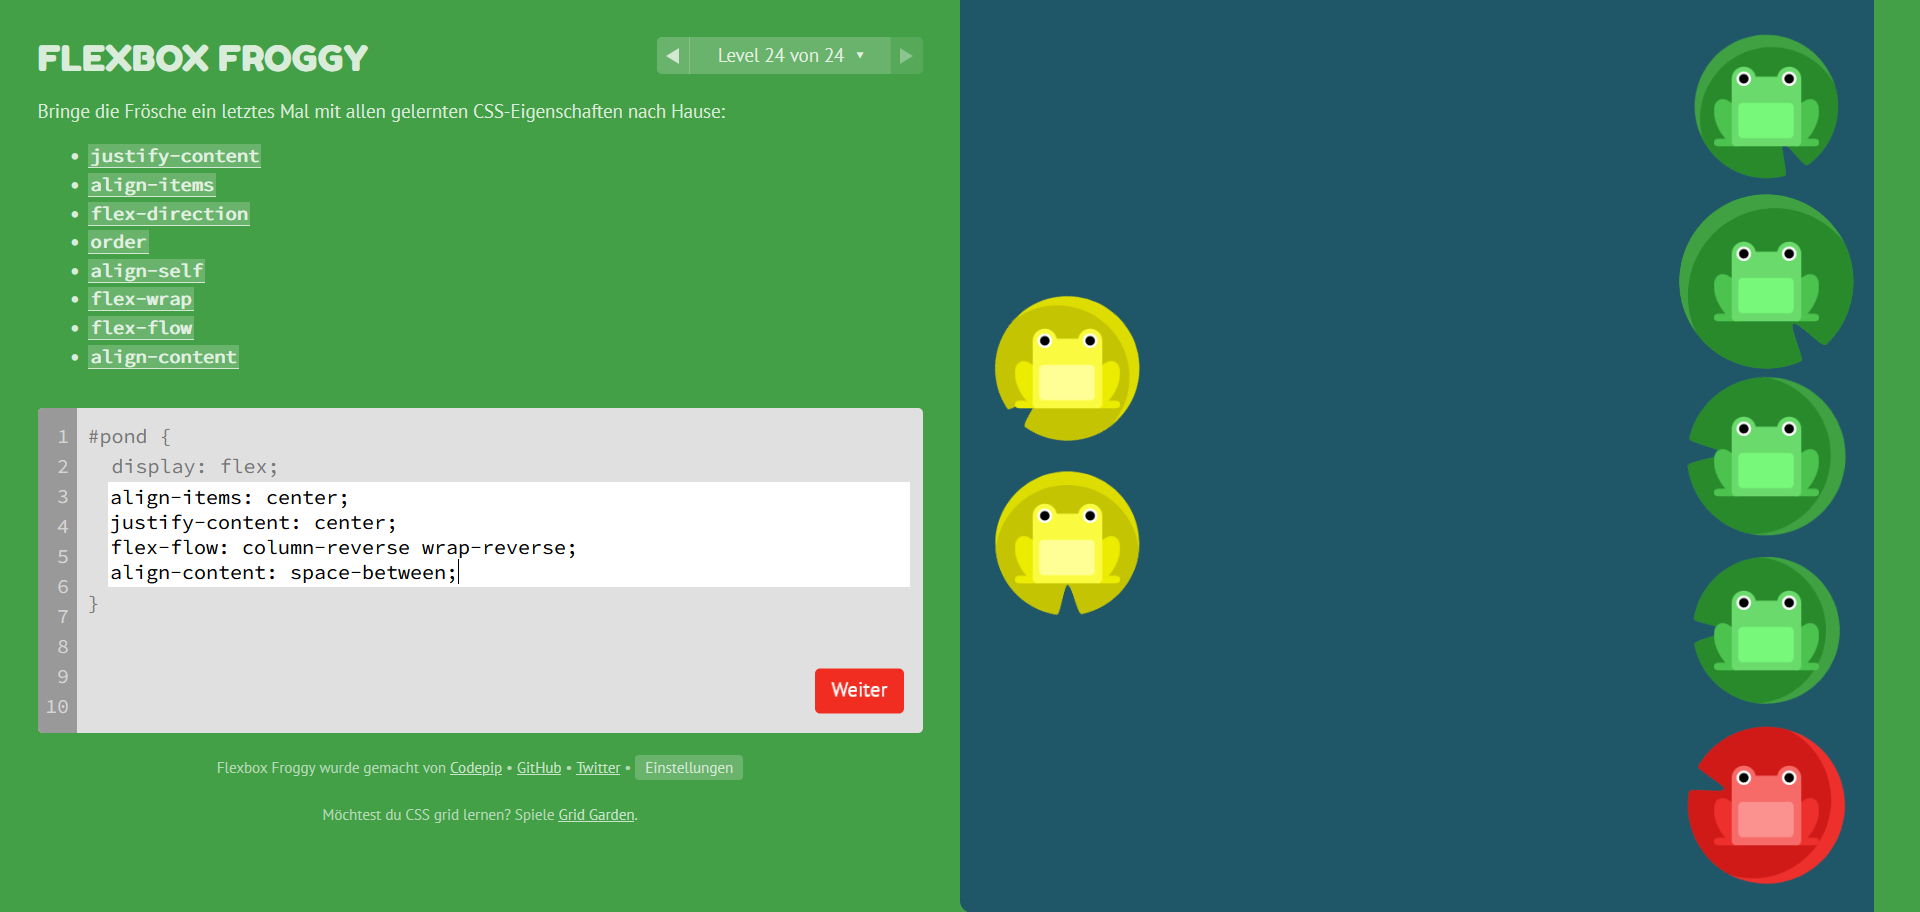 FLEXBOX FROGGY
◀ Level 24 von 24 ▼ ▶
Bringe die Frösche ein letztes Mal mit allen gelernten CSS-Eigenschaften nach Hause:
• justify-content
• align-items
• flex-direction
• order
• align-self
• flex-wrap
• flex-flow
• align-content
1 #pond {
2 display: flex;
3 align-items: center;
4 justify-content: center;
5 flex-flow: column-reverse wrap-reverse;
6 align-content: space-between;
7 }
8
9
10
Weiter
Flexbox Froggy wurde gemacht von Codepip • GitHub • Twitter • Einstellungen
Möchtest du CSS grid lernen? Spiele Grid Garden.